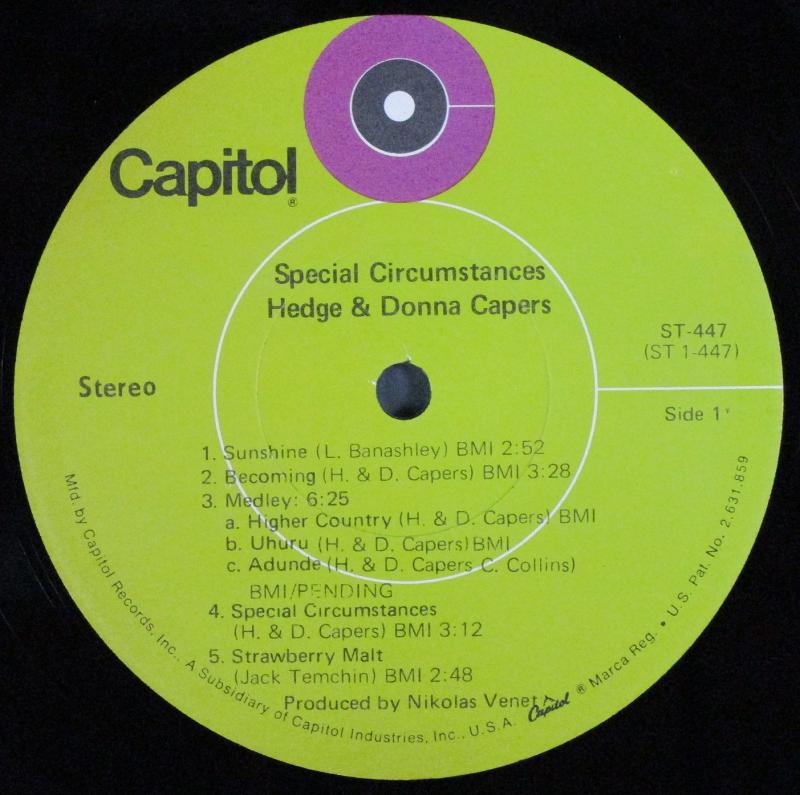 Capitol®
Special Circumstances
Hedge & Donna Capers
ST-447
(ST 1-447)
Stereo
Side 1
1. Sunshine (L. Banashley) BMI 2:52
2. Becoming (H. & D. Capers) BMI 3:28
3. Medley: 6:25
a. Higher Country (H. & D. Capers) BMI
b. Uhuru (H. & D. Capers) BMI
c. Adunde (H. & D. Capers C. Collins)
BMI/PENDING
4. Special Circumstances
(H. & D. Capers) BMI 3:12
5. Strawberry Malt
(Jack Temchin) BMI 2:48
Produced by Nikolas Venet
Mfd. by Capitol Records, Inc., A Subsidiary of Capitol Industries, Inc., U.S.A. Capitol ® Marca Reg. • U.S. Pat. No. 2,631,859